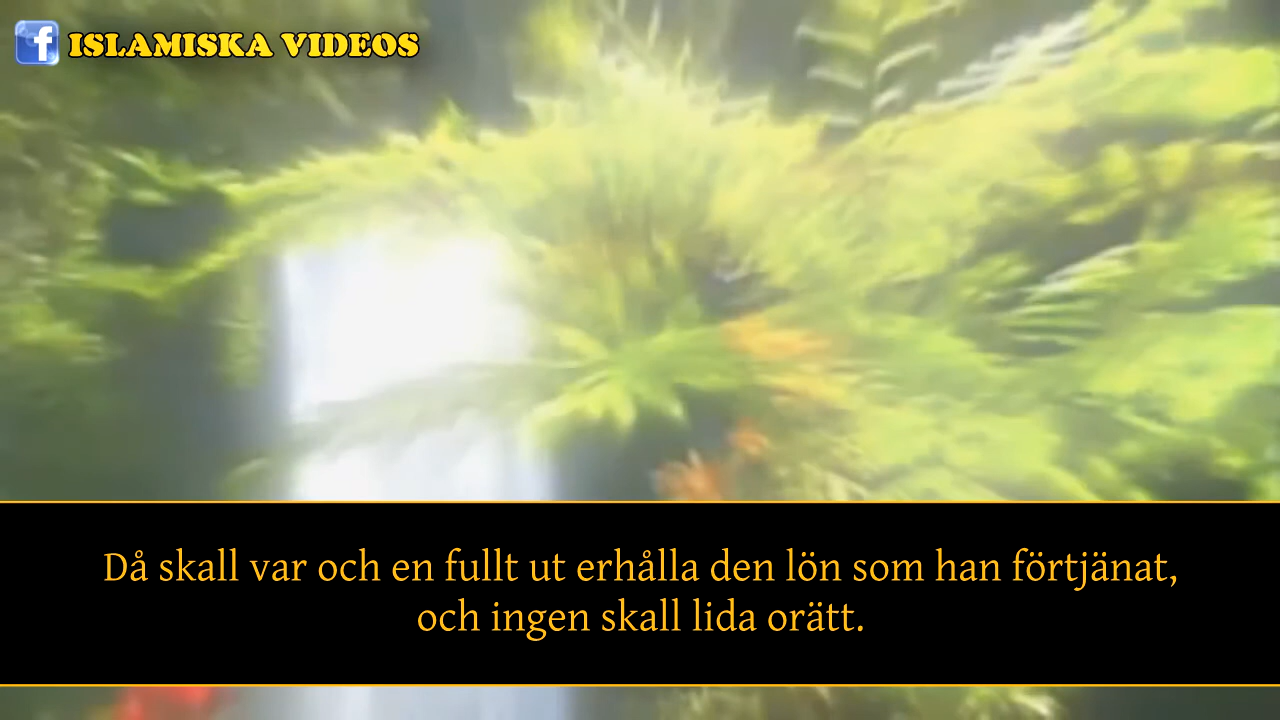 ISLAMISKA VIDEOS
Då skall var och en fullt ut erhålla den lön som han förtjänat,
och ingen skall lida orätt.